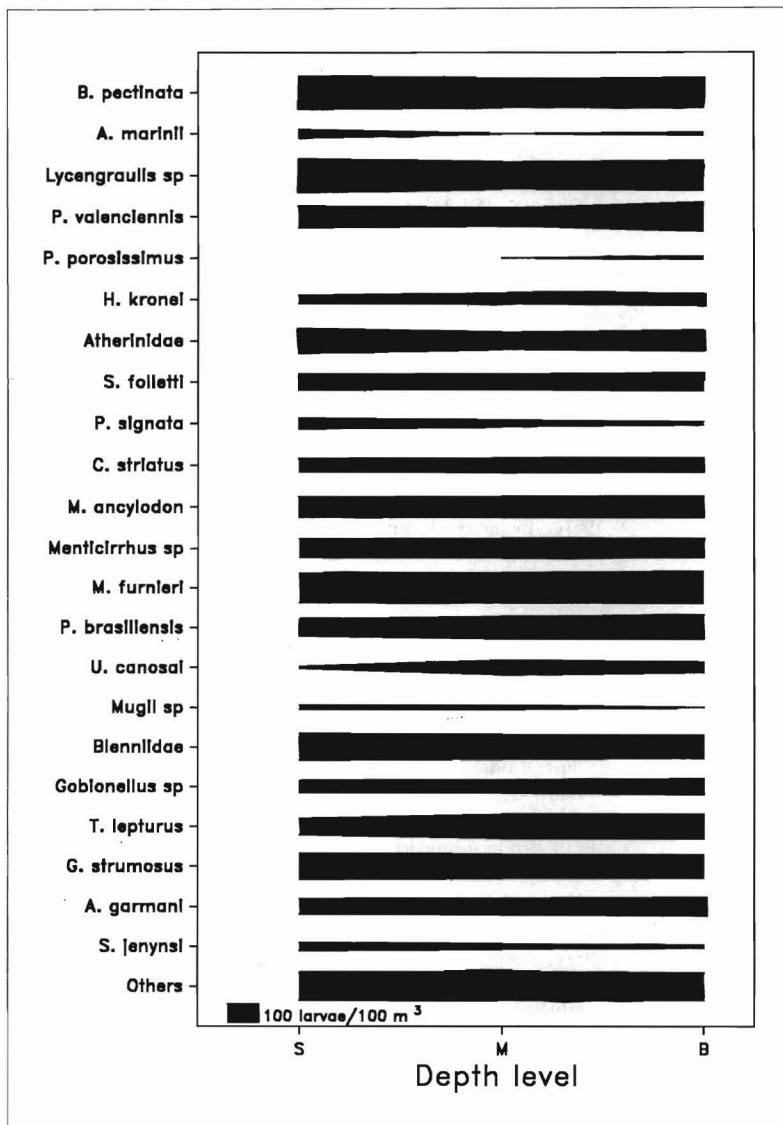 B. pectinata
A. marinii
Lycengraulis sp
P. valenciennis
P. porosissimus
H. kronei
Atherinidae
S. folletti
P. signata
C. striatus
M. ancylodon
Menticirrhus sp
M. furnieri
P. brasiliensis
U. canosai
Mugil sp
Blenniidae
Gobionellus sp
T. lepturus
G. strumosus
A. garmani
S. jenynsi
Others
100 larvae/100 m³
S M B
Depth level